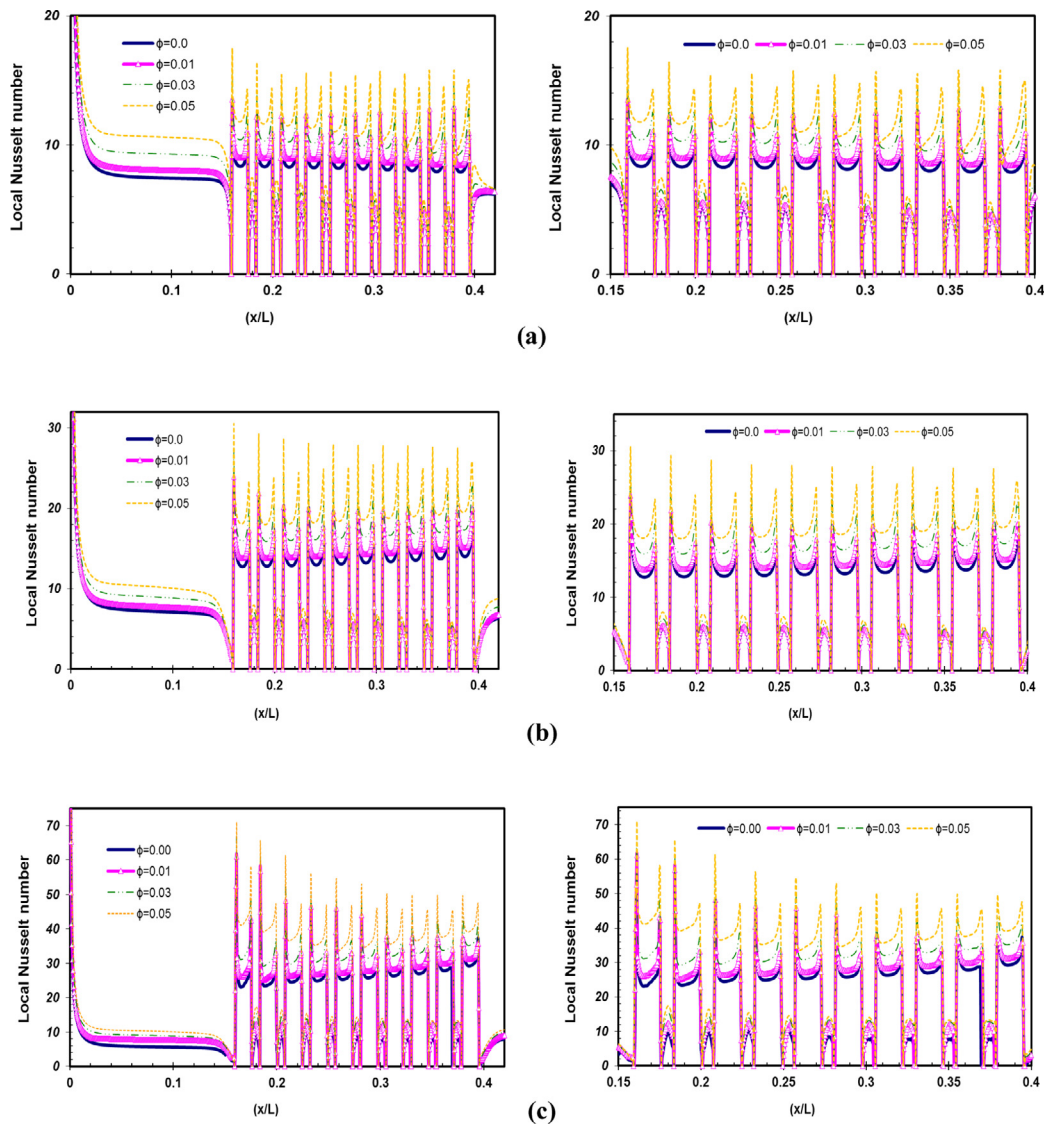 Local Nusselt number
20
10
0
ϕ=0.0
ϕ=0.01
ϕ=0.03
ϕ=0.05
0
0.1
0.2
0.3
0.4
(x/L)
Local Nusselt number
20
10
0
ϕ=0.0 ϕ=0.01 ϕ=0.03 ϕ=0.05
0.15
0.2
0.25
0.3
0.35
0.4
(x/L)
(a)
Local Nusselt number
30
20
10
0
ϕ=0.0
ϕ=0.01
ϕ=0.03
ϕ=0.05
0
0.1
0.2
0.3
0.4
(x/L)
Local Nusselt number
30
20
10
0
ϕ=0.0 ϕ=0.01 ϕ=0.03 ϕ=0.05
0.15
0.2
0.25
0.3
0.35
0.4
(x/L)
(b)
Local Nusselt number
70
60
50
40
30
20
10
0
ϕ=0.00
ϕ=0.01
ϕ=0.03
ϕ=0.05
0
0.1
0.2
0.3
0.4
(x/L)
Local Nusselt number
70
60
50
40
30
20
10
0
ϕ=0.00 ϕ=0.01 ϕ=0.03 ϕ=0.05
0.15
0.2
0.25
0.3
0.35
0.4
(x/L)
(c)